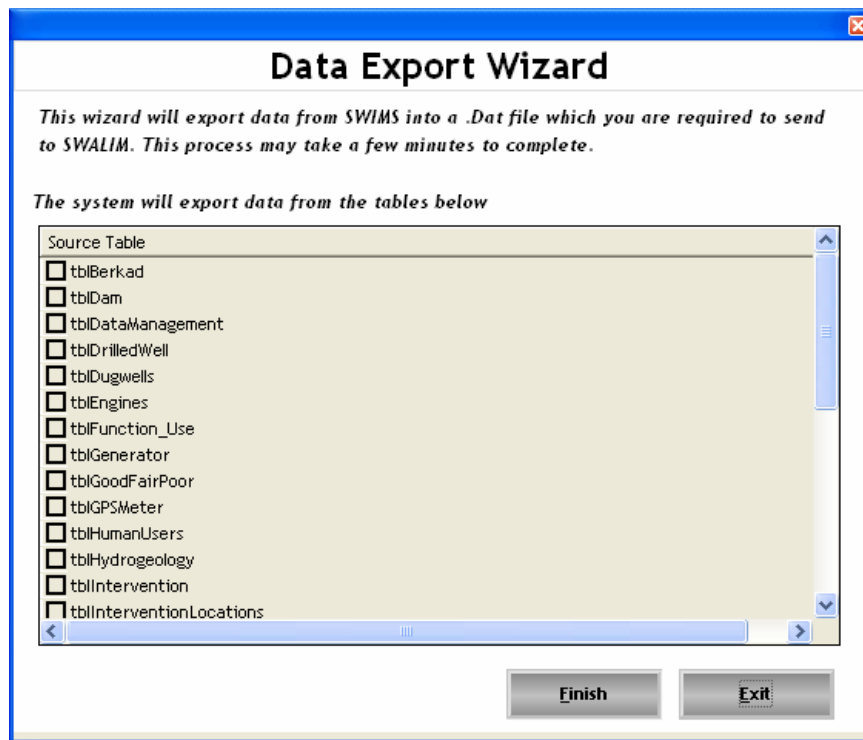 Data Export Wizard
This wizard will export data from SWIMS into a .Dat file which you are required to send
to SWALIM. This process may take a few minutes to complete.
The system will export data from the tables below
Source Table
tblBerkad
tblDam
tblDataManagement
tblDrilledWell
tblDugwells
tblEngines
tblFunction_Use
tblGenerator
tblGoodFairPoor
tblGPSMeter
tblHumanUsers
tblHydrogeology
tblIntervention
tblInterventionLocations
Finish Exit